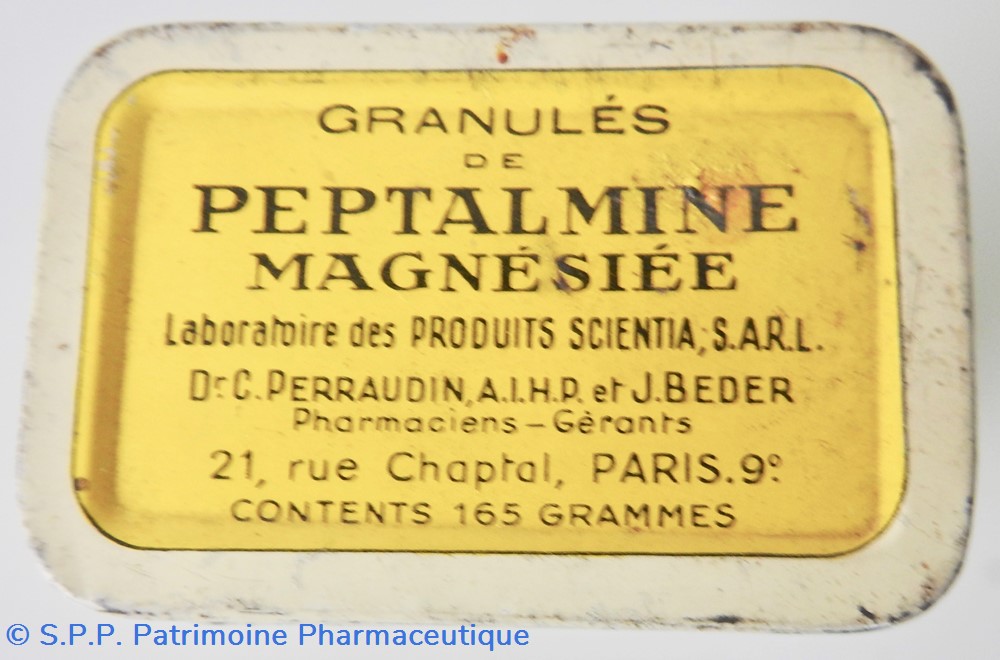 GRANULÉS
DE
PEPTALMINE
MAGNÉSIÉE
Laboratoire des PRODUITS SCIENTIA, S.A.R.L.
Dr C. PERRAUDIN, A.I.H.P. et J. BEDER
Pharmaciens - Gérants
21, rue Chaptal, PARIS. 9e
CONTENTS 165 GRAMMES
© S.P.P. Patrimoine Pharmaceutique